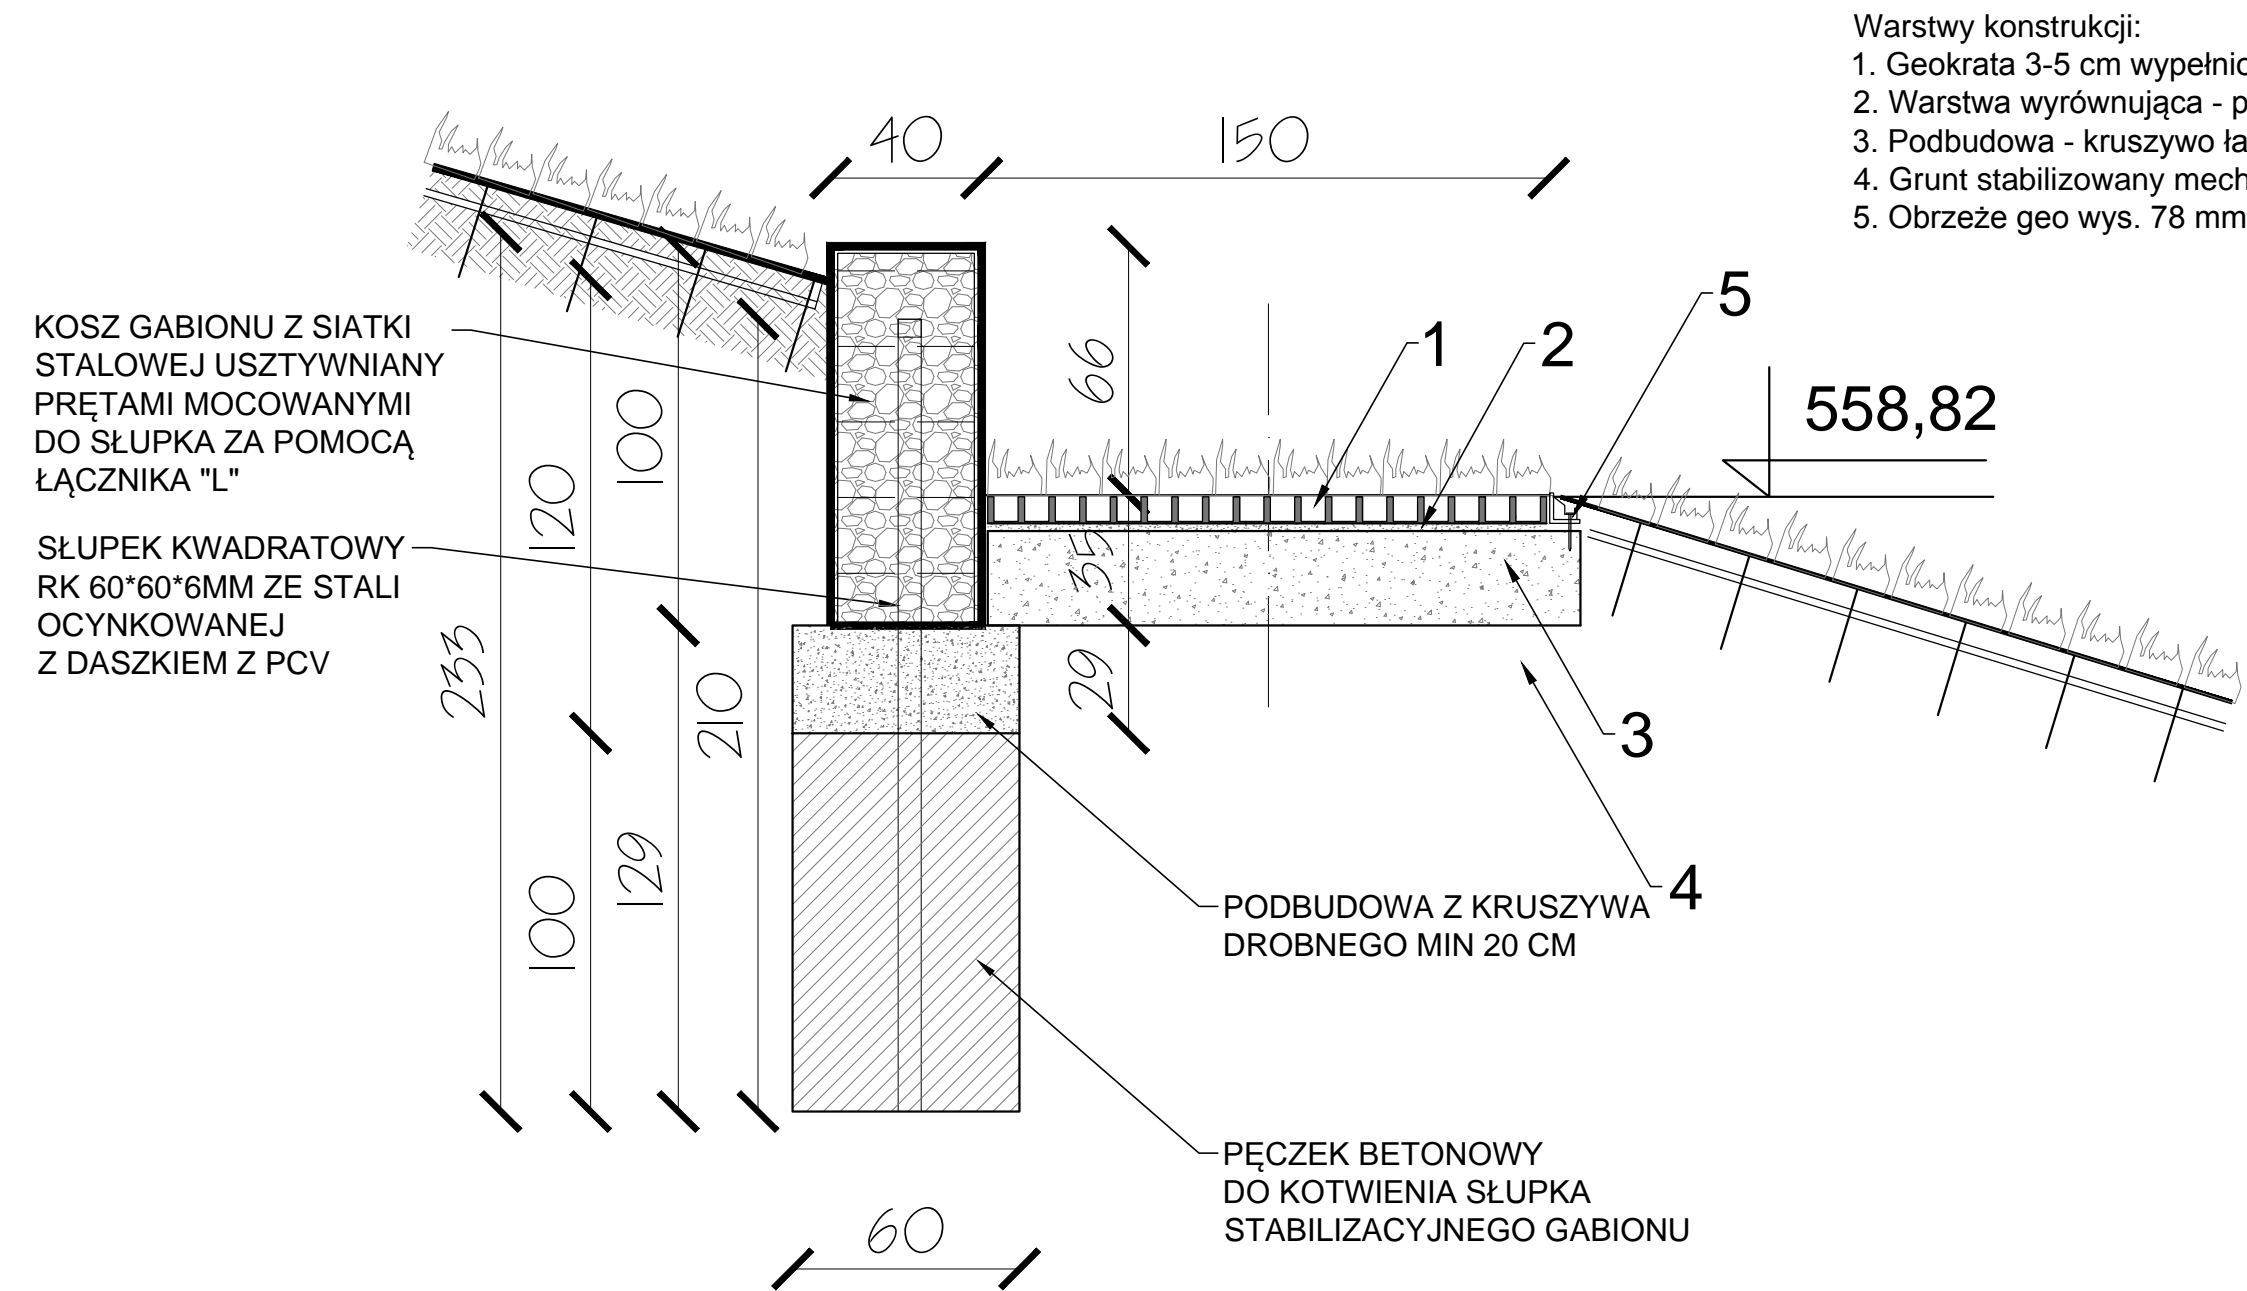 Warstwy konstrukcji:
1. Geokrata 3-5 cm
2. Warstwa wyrównująca -
3. Podbudowa - kruszywo
4. Grunt stabilizowany
5. Obrzeże geo wys. 78 mm
40
150
KOSZ GABIONU Z SIATKI
STALOWEJ USZTYWNIANY
PRĘTAMI MOCOWANYMI
DO SŁUPKA ZA POMOCĄ
ŁĄCZNIKA "L"
SŁUPEK KWADRATOWY
RK 60*60*6MM ZE STALI
OCYNKOWANEJ
Z DASZKIEM Z PCV
233
120
100
100
129
210
66
35
29
1
2
5
558,82
3
4
PODBUDOWA Z KRUSZYWA
DROBNEGO MIN 20 CM
PĘCZEK BETONOWY
DO KOTWIENIA SŁUPKA
STABILIZACYJNEGO GABIONU
60